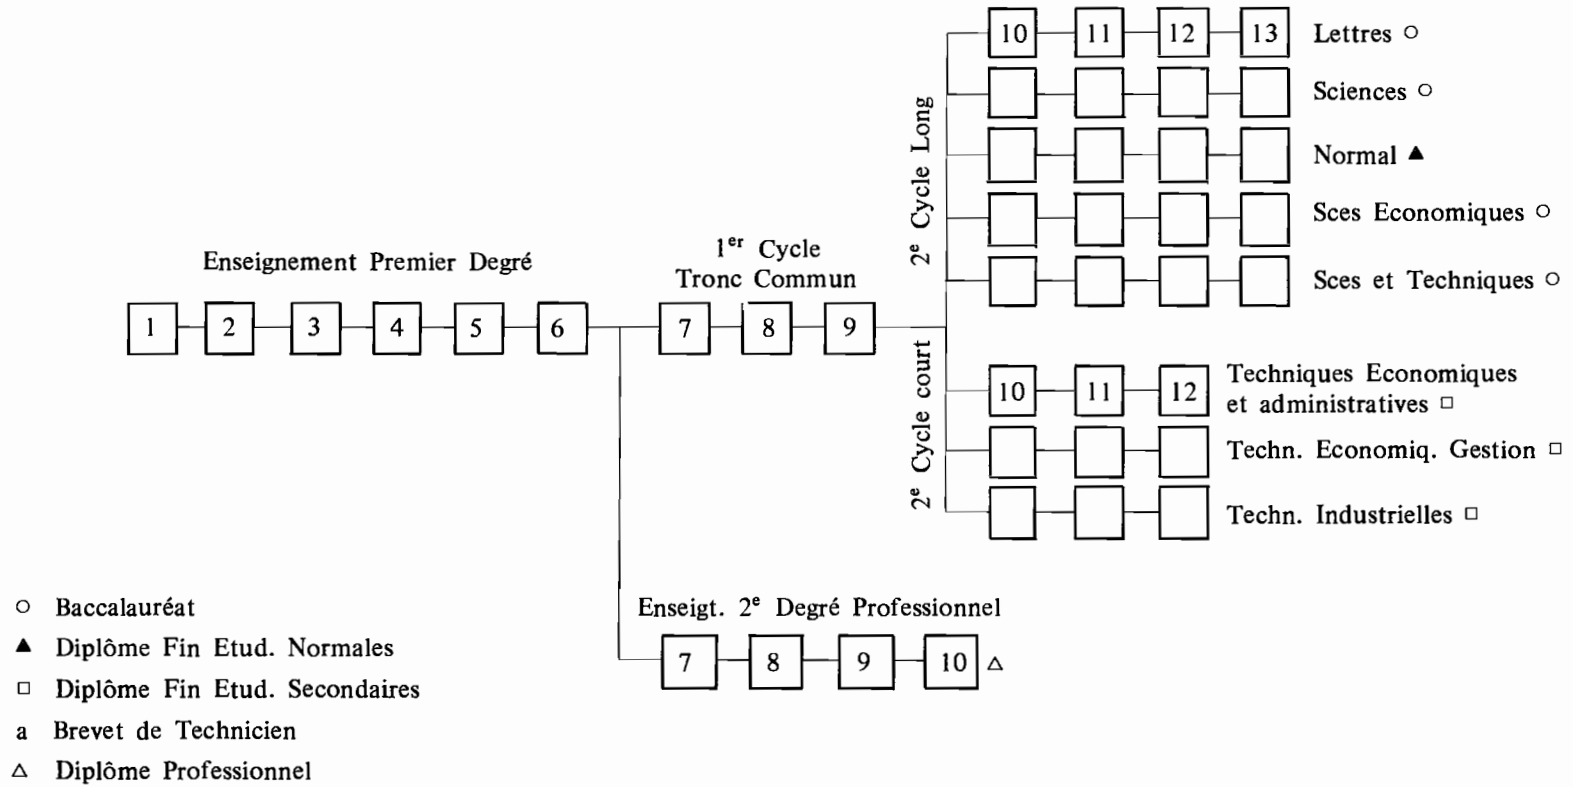 10 11 12 13 Lettres ○
Sciences ○
Normal ▲
Sces Economiques ○
Sces et Techniques ○
2e Cycle Long
Enseignement Premier Degré
1er Cycle
Tronc Commun
1 2 3 4 5 6 7 8 9
2e Cycle court
10 11 12 Techniques Economiques
et administratives □
Techn. Economiq. Gestion □
Techn. Industrielles □
Enseigt. 2e Degré Professionnel
7 8 9 10 △
○ Baccalauréat
▲ Diplôme Fin Etud. Normales
□ Diplôme Fin Etud. Secondaires
a Brevet de Technicien
△ Diplôme Professionnel